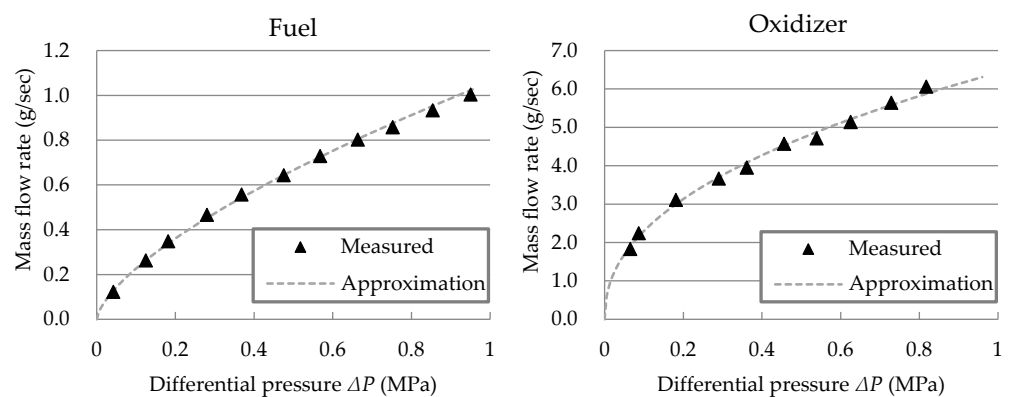 Fuel
Mass flow rate (g/sec)
1.2
1.0
0.8
0.6
0.4
0.2
0.0
Measured
Approximation
0 0.2 0.4 0.6 0.8 1
Differential pressure ΔP (MPa)
Oxidizer
Mass flow rate (g/sec)
7.0
6.0
5.0
4.0
3.0
2.0
1.0
0.0
Measured
Approximation
0 0.2 0.4 0.6 0.8 1
Differential pressure ΔP (MPa)